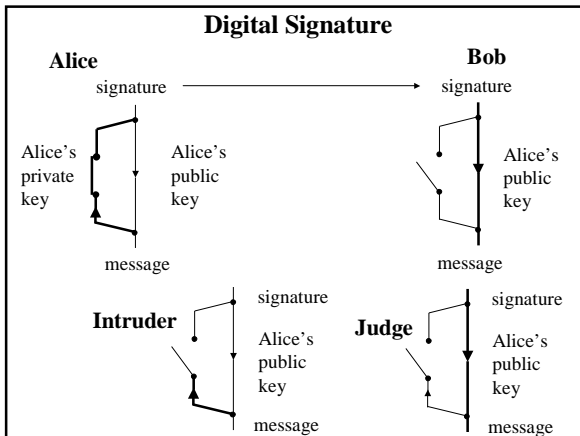 Digital Signature
Alice
signature
Alice's
private
key
Alice's
public
key
message
Bob
signature
Alice's
public
key
message
Intruder
signature
Alice's
public
key
message
Judge
signature
Alice's
public
key
message